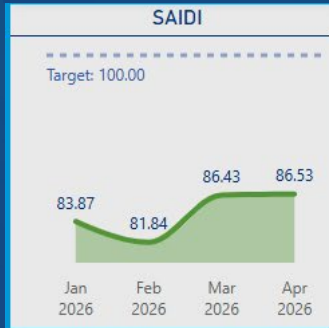 SAIDI
Target: 100.00
86.43 86.53
83.87
81.84
Jan Feb Mar Apr
2026 2026 2026 2026